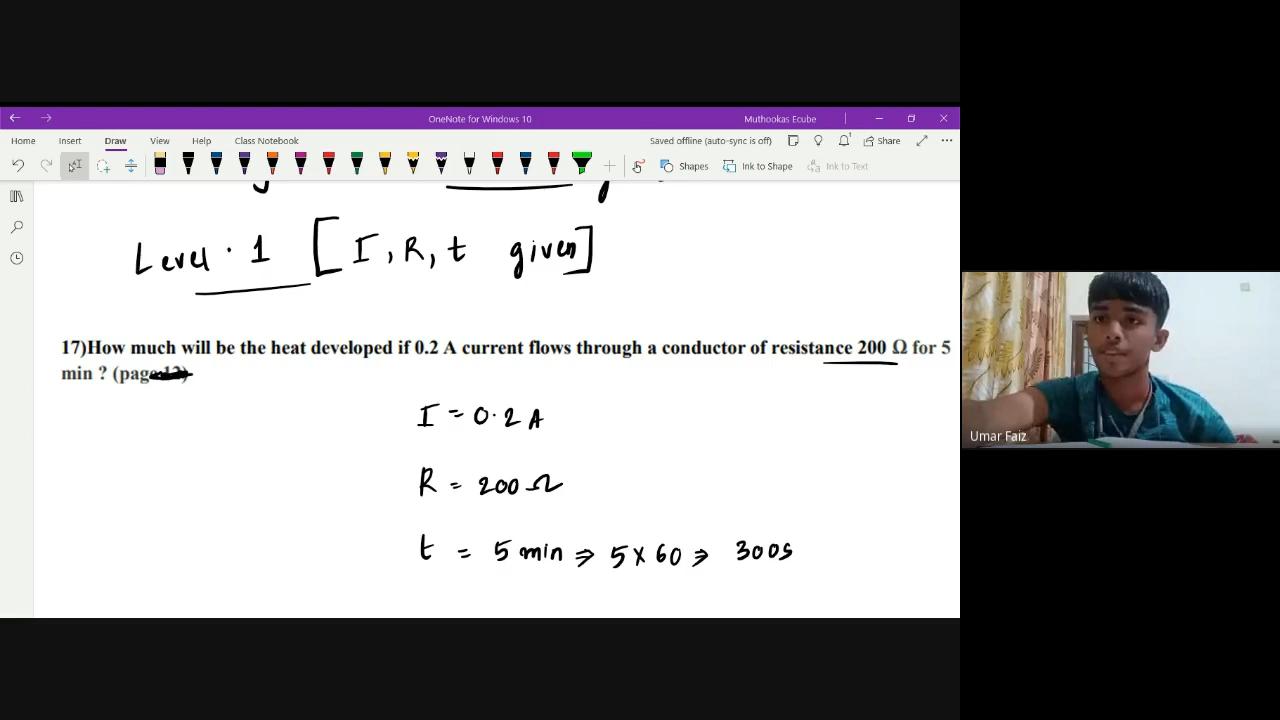 OneNote for Windows 10
Muthookas Ecube
Home Insert Draw View Help Class Notebook
Saved offline (auto-sync is off) Share
Shapes Ink to Shape Ink to Text
Level · 1 [I, R, t given]
17)How much will be the heat developed if 0.2 A current flows through a conductor of resistance 200 Ω for 5
min ? (page
I = 0.2 A
R = 200 Ω
t = 5 min ⇒ 5 × 60 ⇒ 300s
Umar Faiz